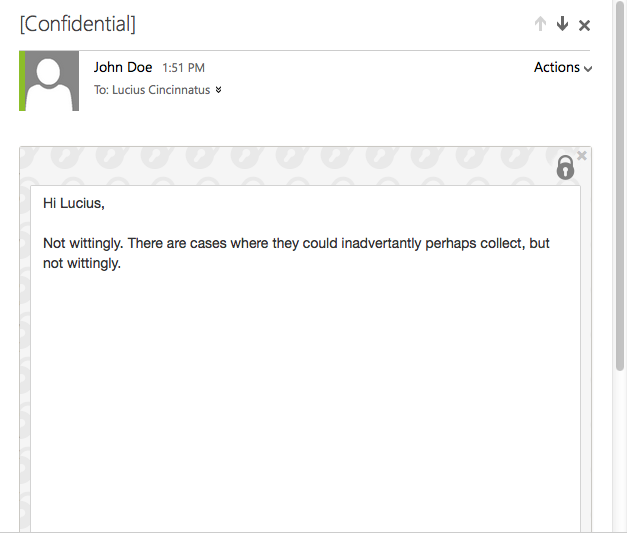 [Confidential]
John Doe 1:51 PM
Actions
To: Lucius Cincinnatus
Hi Lucius,
Not wittingly. There are cases where they could inadvertantly perhaps collect, but
not wittingly.